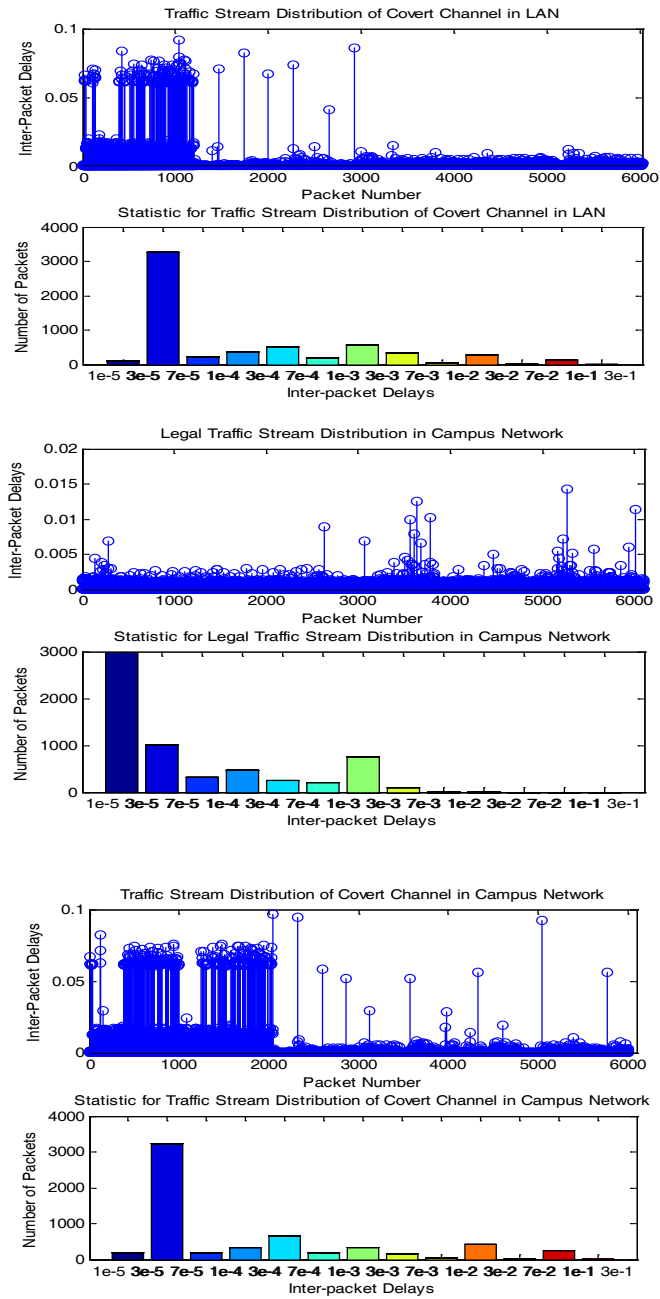 Traffic Stream Distribution of Covert Channel in LAN
0.1
0.05
0
Inter-Packet Delays
0 1000 2000 3000 4000 5000 6000
Packet Number
Statistic for Traffic Stream Distribution of Covert Channel in LAN
4000
3000
2000
1000
0
Number of Packets
1e-5 3e-5 7e-5 1e-4 3e-4 7e-4 1e-3 3e-3 7e-3 1e-2 3e-2 7e-2 1e-1 3e-1
Inter-packet Delays
Legal Traffic Stream Distribution in Campus Network
0.02
0.015
0.01
0.005
0
Inter-Packet Delays
0 1000 2000 3000 4000 5000 6000
Packet Number
Statistic for Legal Traffic Stream Distribution in Campus Network
3000
2000
1000
0
Number of Packets
1e-5 3e-5 7e-5 1e-4 3e-4 7e-4 1e-3 3e-3 7e-3 1e-2 3e-2 7e-2 1e-1 3e-1
Inter-packet Delays
Traffic Stream Distribution of Covert Channel in Campus Network
0.1
0.05
0
Inter-Packet Delays
0 1000 2000 3000 4000 5000 6000
Packet Number
Statistic for Traffic Stream Distribution of Covert Channel in Campus Network
4000
3000
2000
1000
0
Number of Packets
1e-5 3e-5 7e-5 1e-4 3e-4 7e-4 1e-3 3e-3 7e-3 1e-2 3e-2 7e-2 1e-1 3e-1
Inter-packet Delays